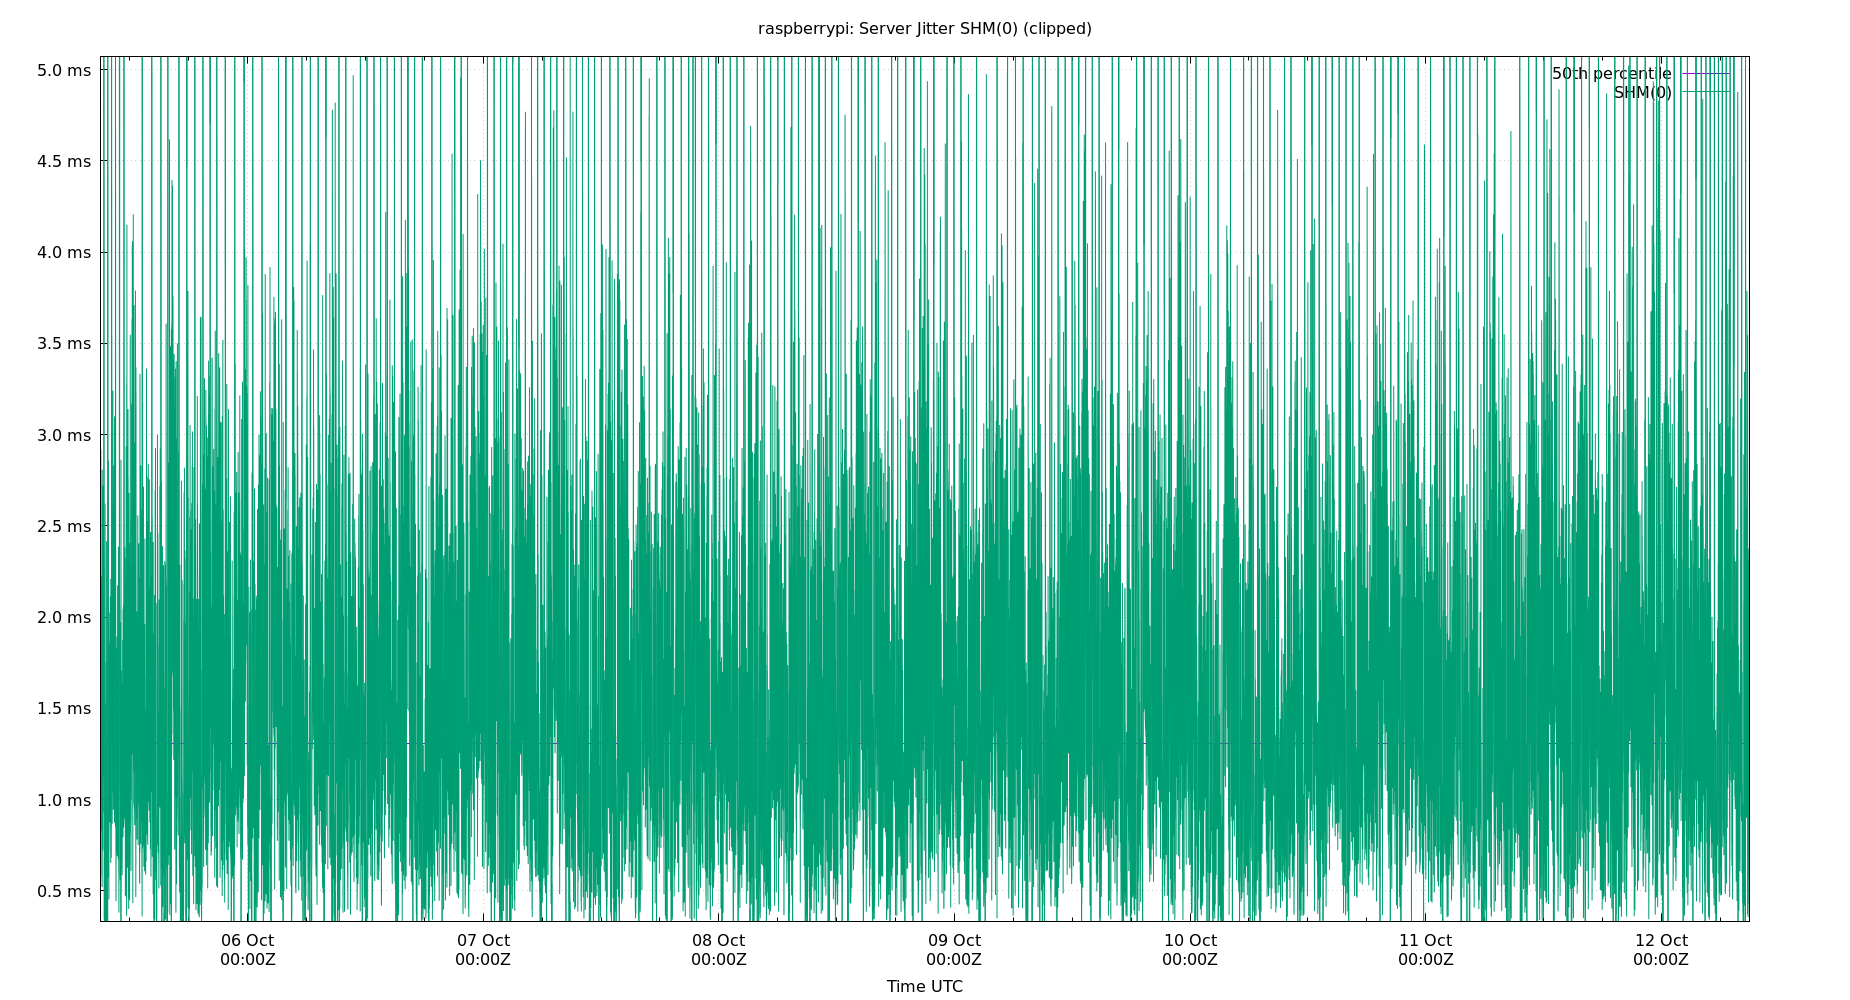 raspberrypi: Server Jitter SHM(0) (clipped)
5.0 ms
50th percentile
SHM(0)
4.5 ms
4.0 ms
3.5 ms
3.0 ms
2.5 ms
2.0 ms
1.5 ms
1.0 ms
0.5 ms
06 Oct 07 Oct 08 Oct 09 Oct 10 Oct 11 Oct 12 Oct
00:00Z 00:00Z 00:00Z 00:00Z 00:00Z 00:00Z 00:00Z
Time UTC